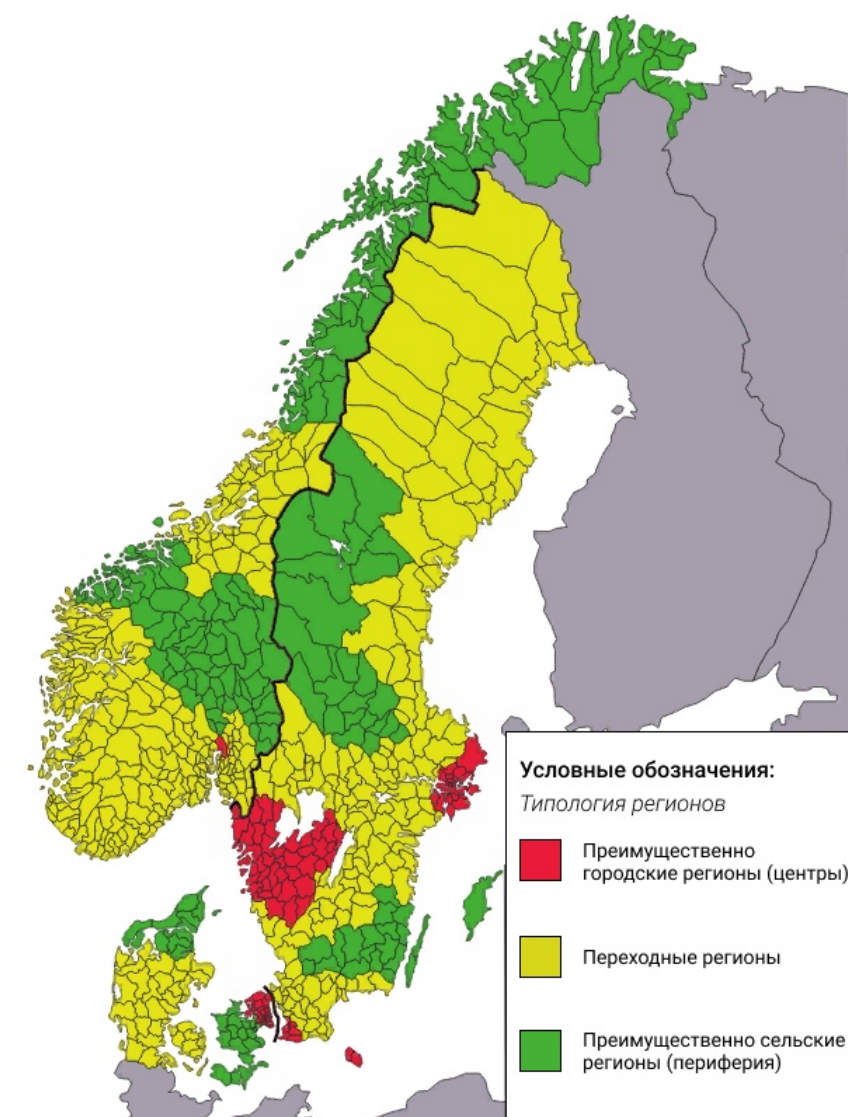 Условные обозначения:
Типология регионов
Преимущественно
городские регионы (центры)
Переходные регионы
Преимущественно сельские
регионы (периферия)